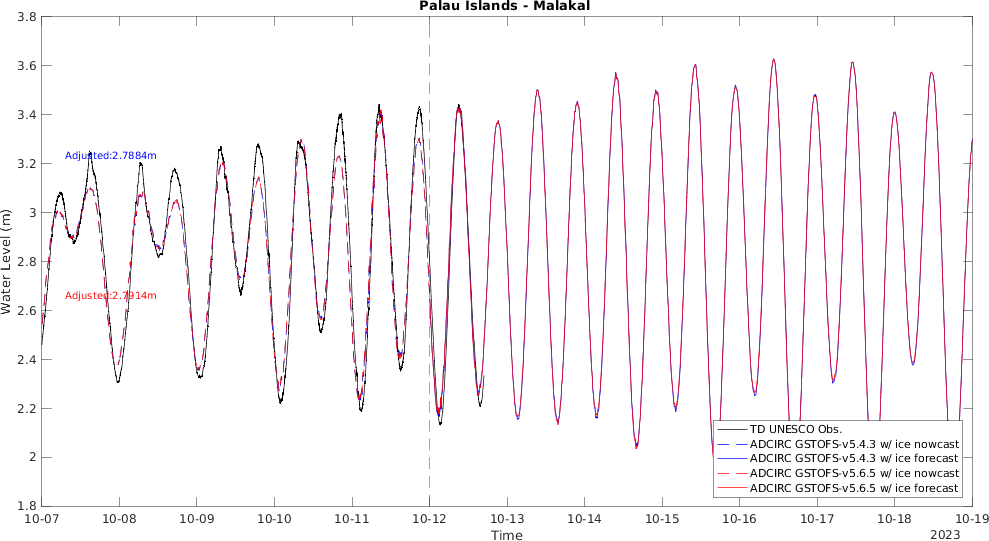 Palau Islands - Malakal
3.8
3.6
3.4
3.2
3
2.8
2.6
2.4
2.2
2
1.8
Water Level (m)
Adjusted:2.7884m
Adjusted:2.7914m
TD UNESCO Obs.
ADCIRC GSTOFS-v5.4.3 w/ ice nowcast
ADCIRC GSTOFS-v5.4.3 w/ ice forecast
ADCIRC GSTOFS-v5.6.5 w/ ice nowcast
ADCIRC GSTOFS-v5.6.5 w/ ice forecast
10-07 10-08 10-09 10-10 10-11 10-12 10-13 10-14 10-15 10-16 10-17 10-18 10-19
Time
2023